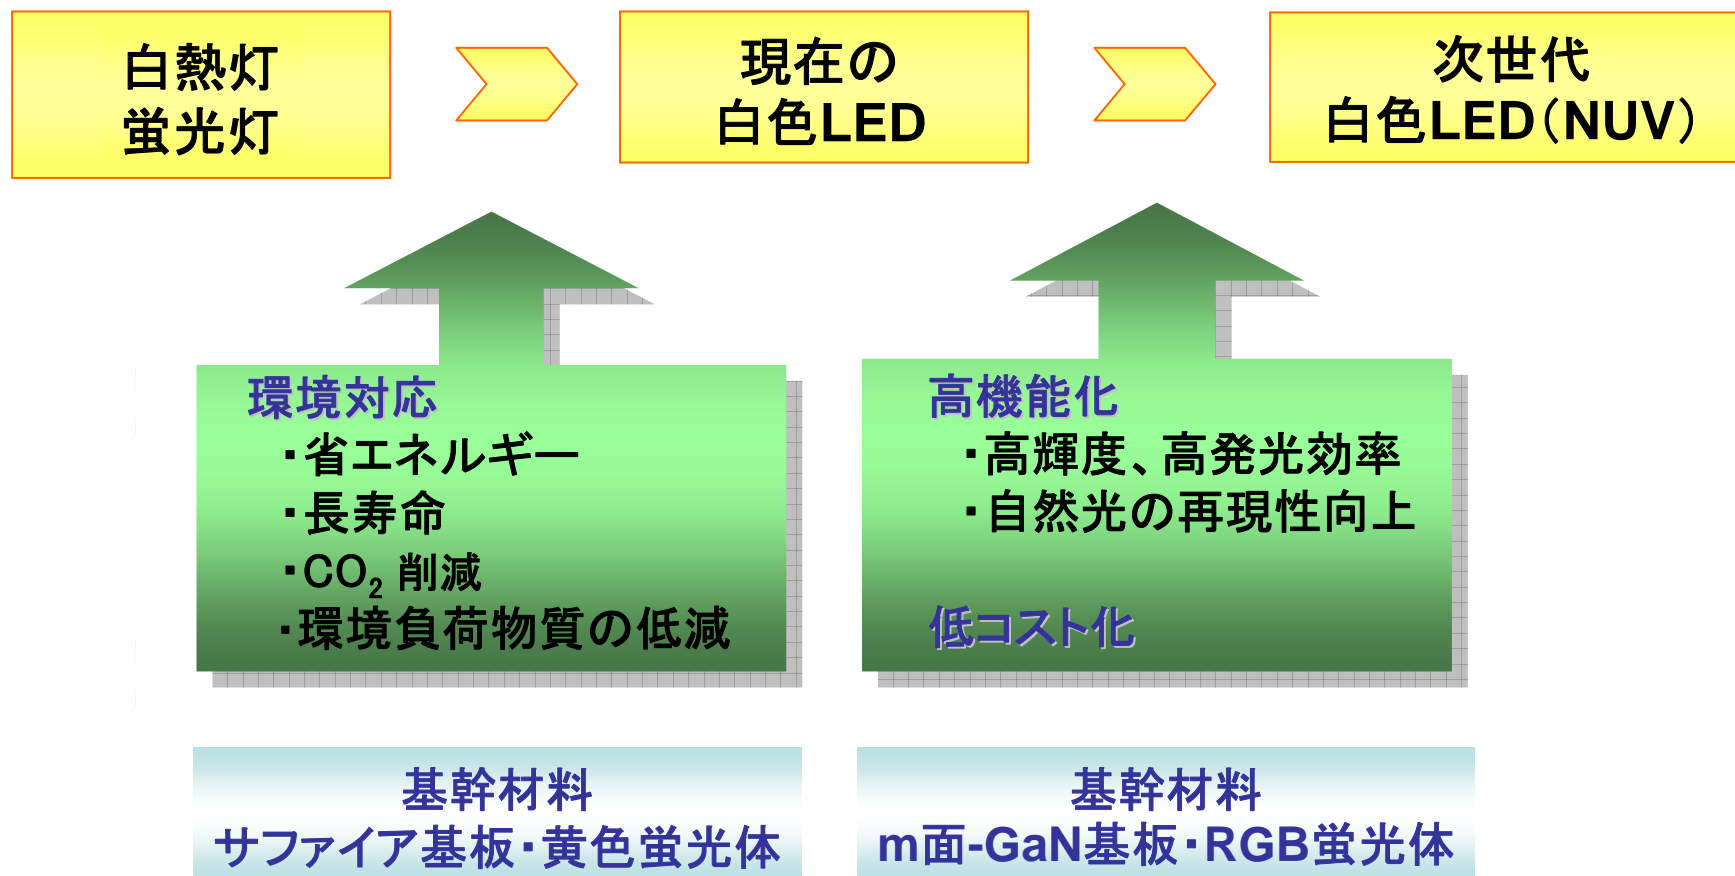 白熱灯
蛍光灯
現在の
白色LED
次世代
白色LED(NUV)
環境対応
・省エネルギー
・長寿命
・CO₂ 削減
・環境負荷物質の低減
高機能化
・高輝度、高発光効率
・自然光の再現性向上
低コスト化
基幹材料
サファイア基板・黄色蛍光体
基幹材料
m面-GaN基板・RGB蛍光体